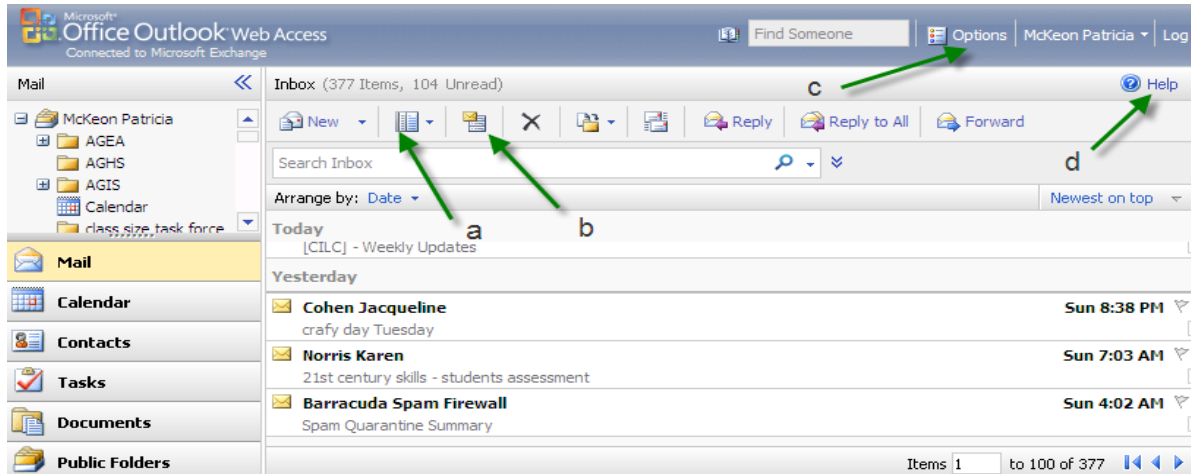 Microsoft®
Office Outlook® Web Access
Connected to Microsoft Exchange
Find Someone
Options
McKeon Patricia
Log
Mail
Inbox (377 Items, 104 Unread)
c
Help
McKeon Patricia
AGEA
AGHS
AGIS
Calendar
class size task force
New
Reply
Reply to All
Forward
Search Inbox
d
Arrange by: Date
Newest on top
a
b
Today
[CILC] - Weekly Updates
Yesterday
Cohen Jacqueline Sun 8:38 PM
crafy day Tuesday
Norris Karen Sun 7:03 AM
21st century skills - students assessment
Barracuda Spam Firewall Sun 4:02 AM
Spam Quarantine Summary
Mail
Calendar
Contacts
Tasks
Documents
Public Folders
Items 1 to 100 of 377